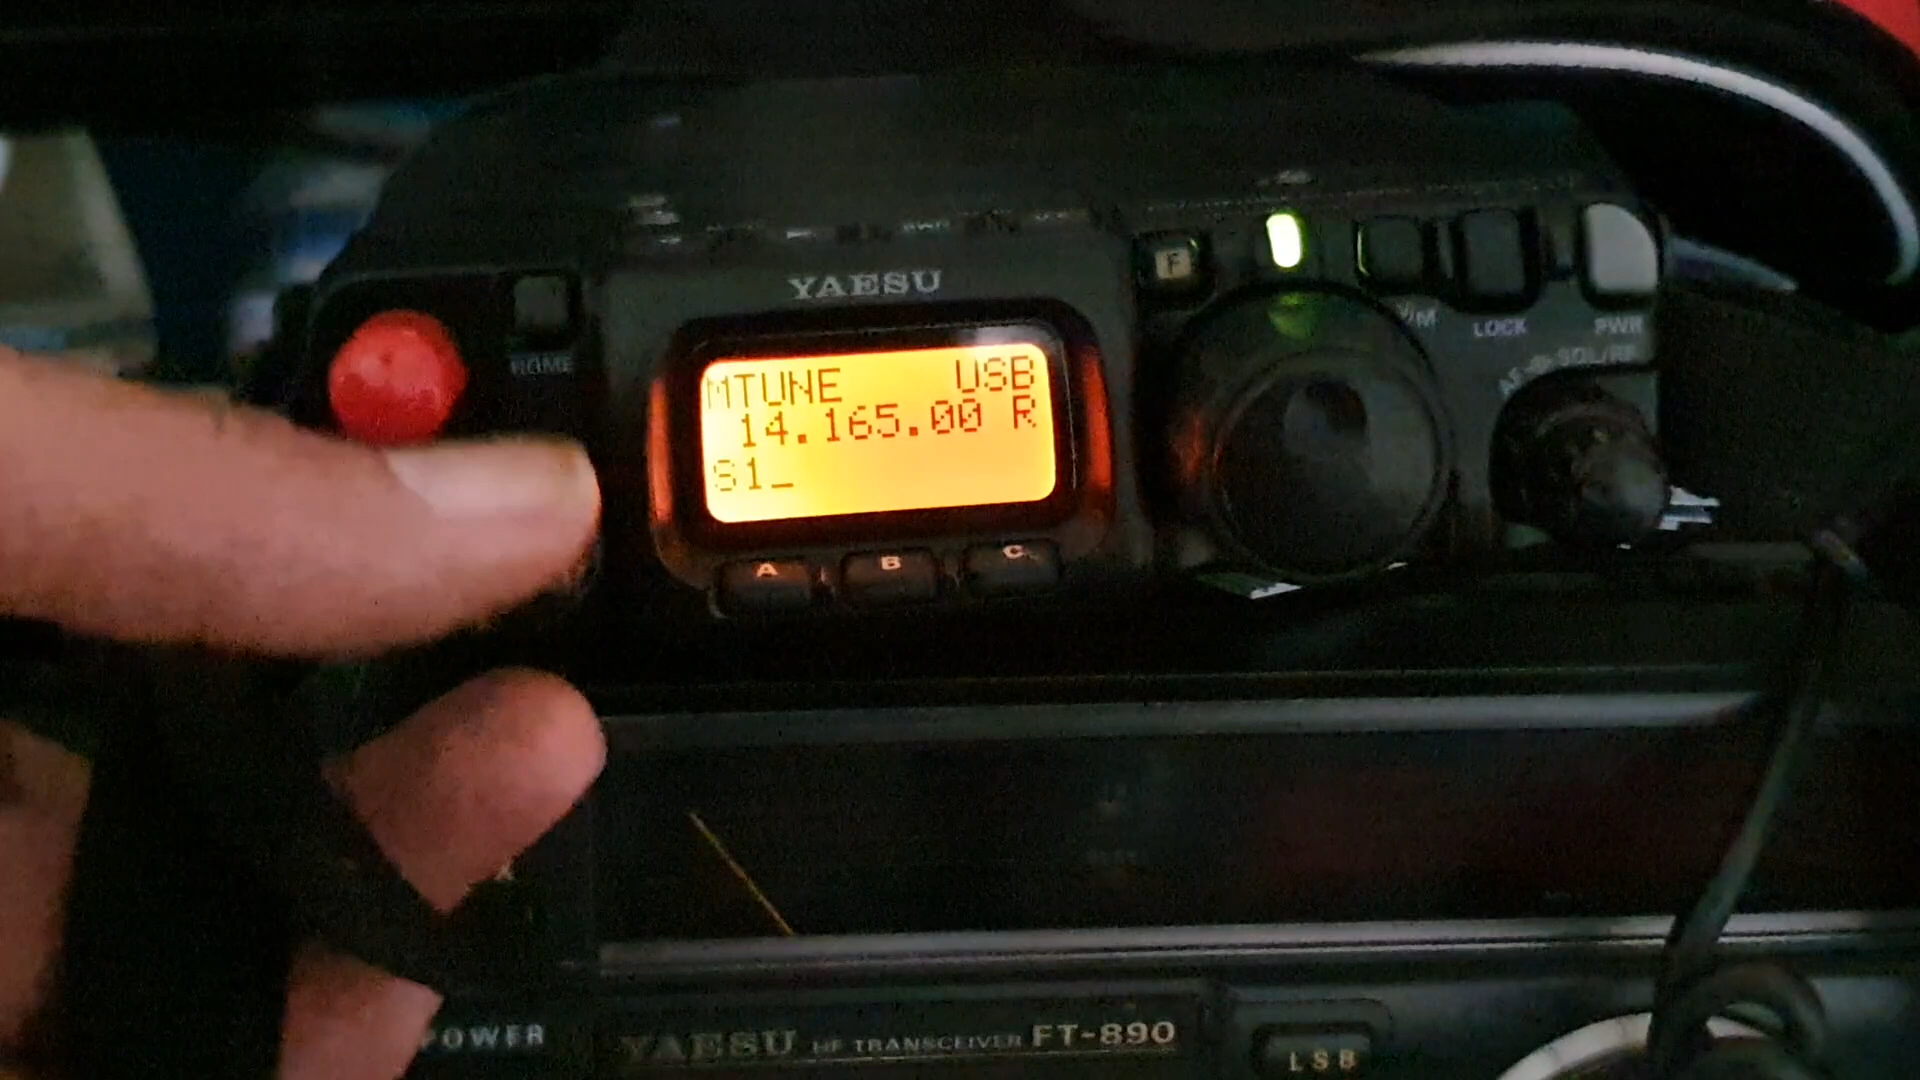 YAESU
F
HOME
V/M
LOCK
PWR
AF-SQL/RF
MTUNE USB
14.165.00 R
S1_
A B C
POWER
YAESU HF TRANSCEIVER FT-890
LSB